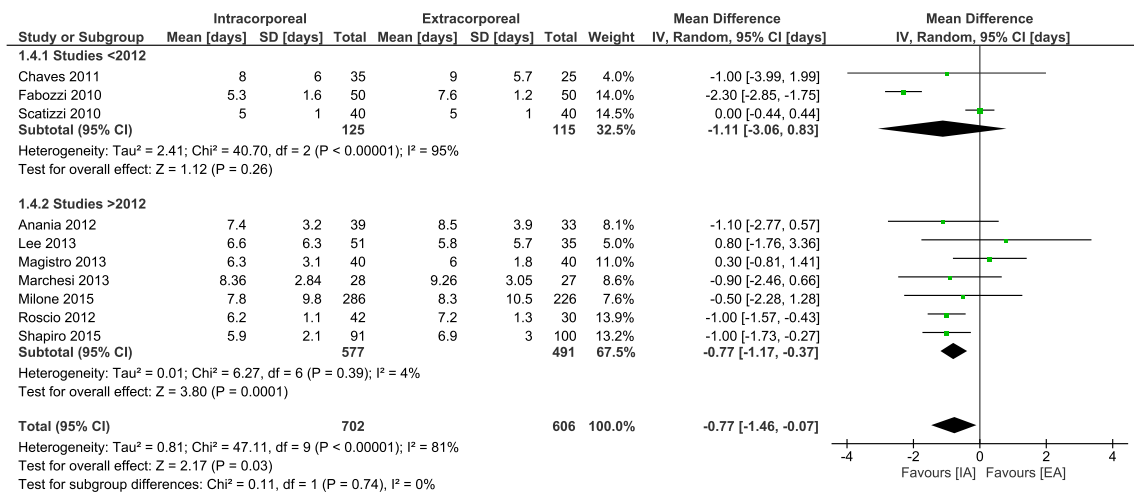 Intracorporeal Extracorporeal Mean Difference Mean Difference
Study or Subgroup Mean [days] SD [days] Total Mean [days] SD [days] Total Weight IV, Random, 95% CI [days] IV, Random, 95% CI [days]
1.4.1 Studies <2012
Chaves 2011 8 6 35 9 5.7 25 4.0% -1.00 [-3.99, 1.99]
Fabozzi 2010 5.3 1.6 50 7.6 1.2 50 14.0% -2.30 [-2.85, -1.75]
Scatizzi 2010 5 1 40 5 1 40 14.5% 0.00 [-0.44, 0.44]
Subtotal (95% CI) 125 115 32.5% -1.11 [-3.06, 0.83]
Heterogeneity: Tau² = 2.41; Chi² = 40.70, df = 2 (P < 0.00001); I² = 95%
Test for overall effect: Z = 1.12 (P = 0.26)
1.4.2 Studies >2012
Anania 2012 7.4 3.2 39 8.5 3.9 33 8.1% -1.10 [-2.77, 0.57]
Lee 2013 6.6 6.3 51 5.8 5.7 35 5.0% 0.80 [-1.76, 3.36]
Magistro 2013 6.3 3.1 40 6 1.8 40 11.0% 0.30 [-0.81, 1.41]
Marchesi 2013 8.36 2.84 28 9.26 3.05 27 8.6% -0.90 [-2.46, 0.66]
Milone 2015 7.8 9.8 286 8.3 10.5 226 7.6% -0.50 [-2.28, 1.28]
Roscio 2012 6.2 1.1 42 7.2 1.3 30 13.9% -1.00 [-1.57, -0.43]
Shapiro 2015 5.9 2.1 91 6.9 3 100 13.2% -1.00 [-1.73, -0.27]
Subtotal (95% CI) 577 491 67.5% -0.77 [-1.17, -0.37]
Heterogeneity: Tau² = 0.01; Chi² = 6.27, df = 6 (P = 0.39); I² = 4%
Test for overall effect: Z = 3.80 (P = 0.0001)
Total (95% CI) 702 606 100.0% -0.77 [-1.46, -0.07]
Heterogeneity: Tau² = 0.81; Chi² = 47.11, df = 9 (P < 0.00001); I² = 81%
Test for overall effect: Z = 2.17 (P = 0.03)
Test for subgroup differences: Chi² = 0.11, df = 1 (P = 0.74), I² = 0%
-4 -2 0 2 4
Favours [IA] Favours [EA]